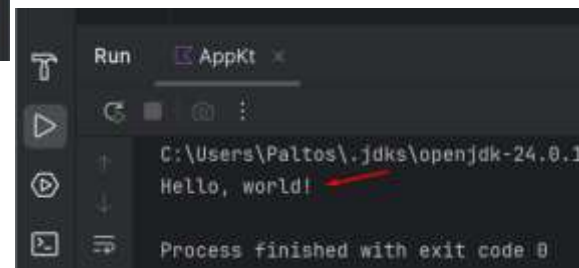 Run AppKt
C:\Users\Paltos\.jdks\openjdk-24.0.1
Hello, world!
Process finished with exit code 0